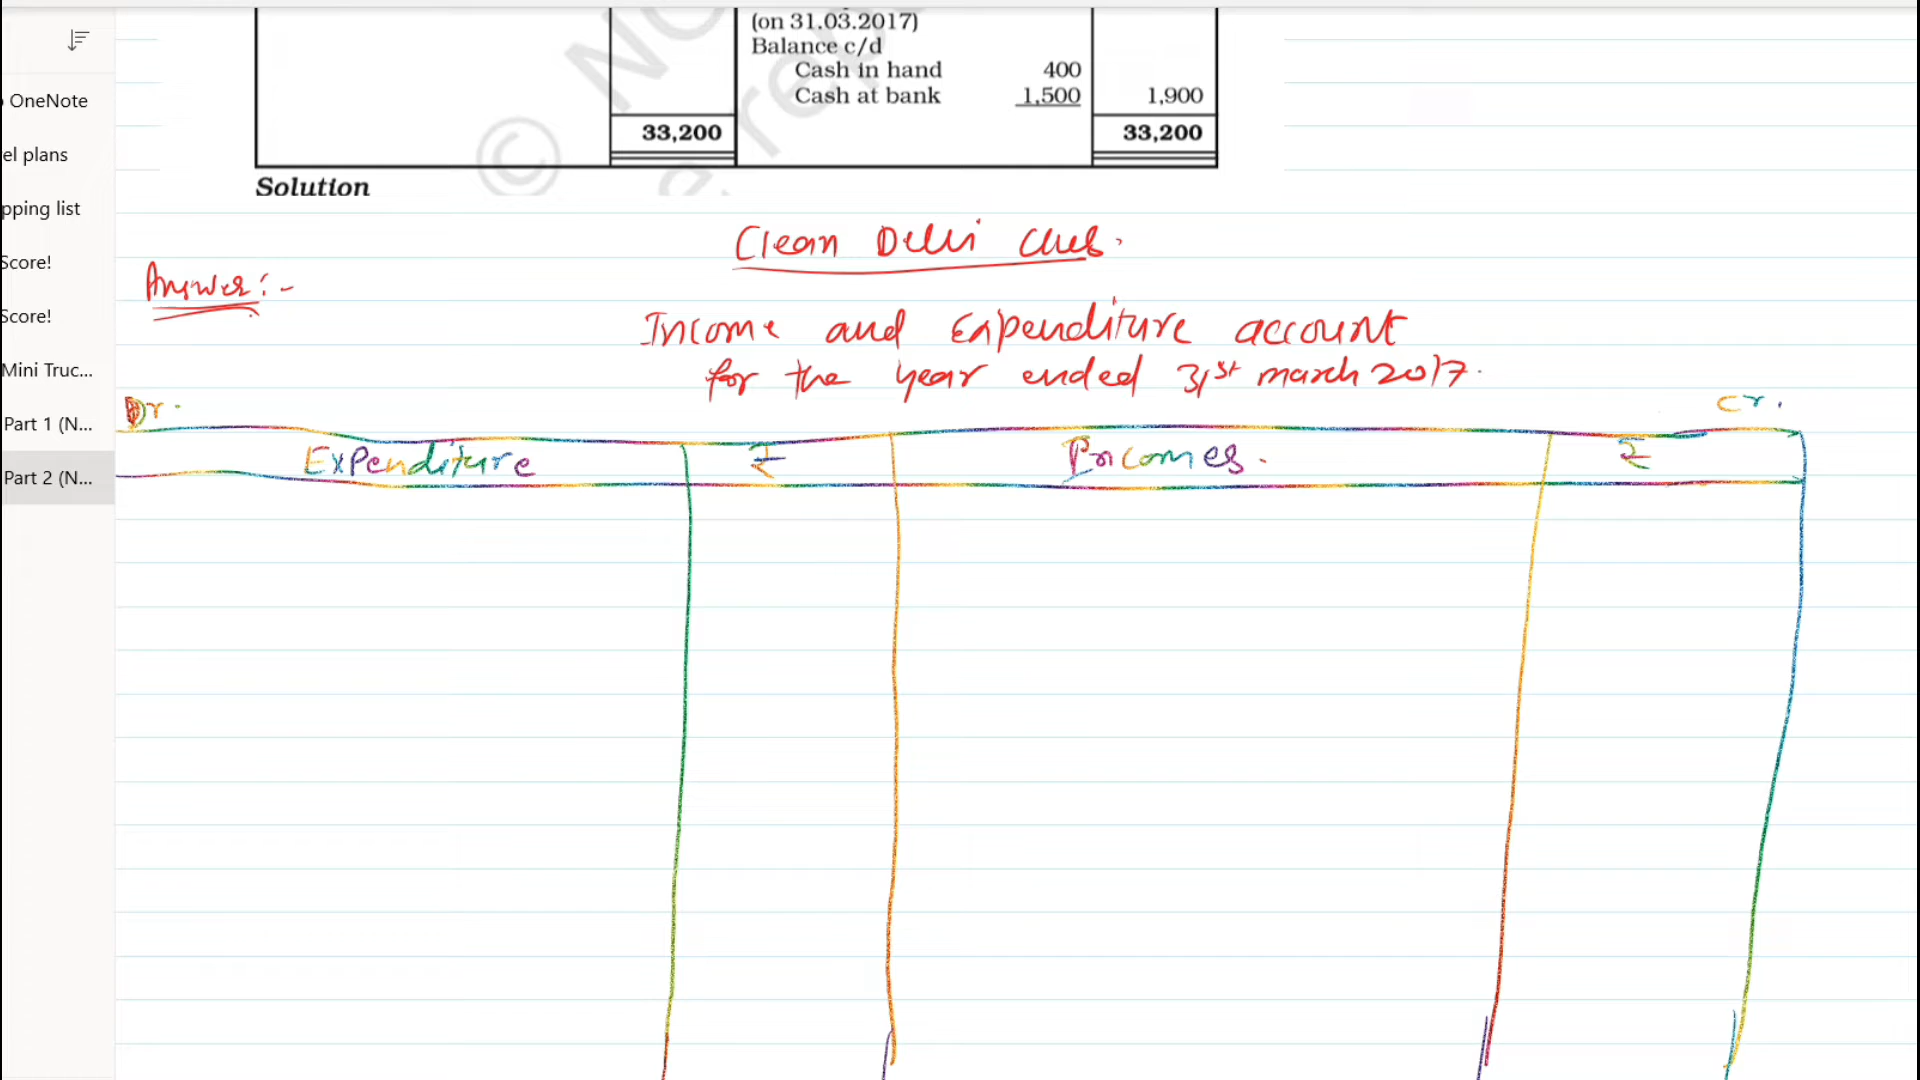 (on 31.03.2017)
Balance c/d
Cash in hand 400
Cash at bank 1,500 1,900
33,200 33,200
Solution
OneNote
el plans
pping list
Score!
Score!
Mini Truc...
Part 1 (N...
Part 2 (N...
Clean Delhi Club.
Answer:-
Income and Expenditure account
for the year ended 31st march 2017.
Dr. Cr.
Expenditure ₹ Incomes. ₹